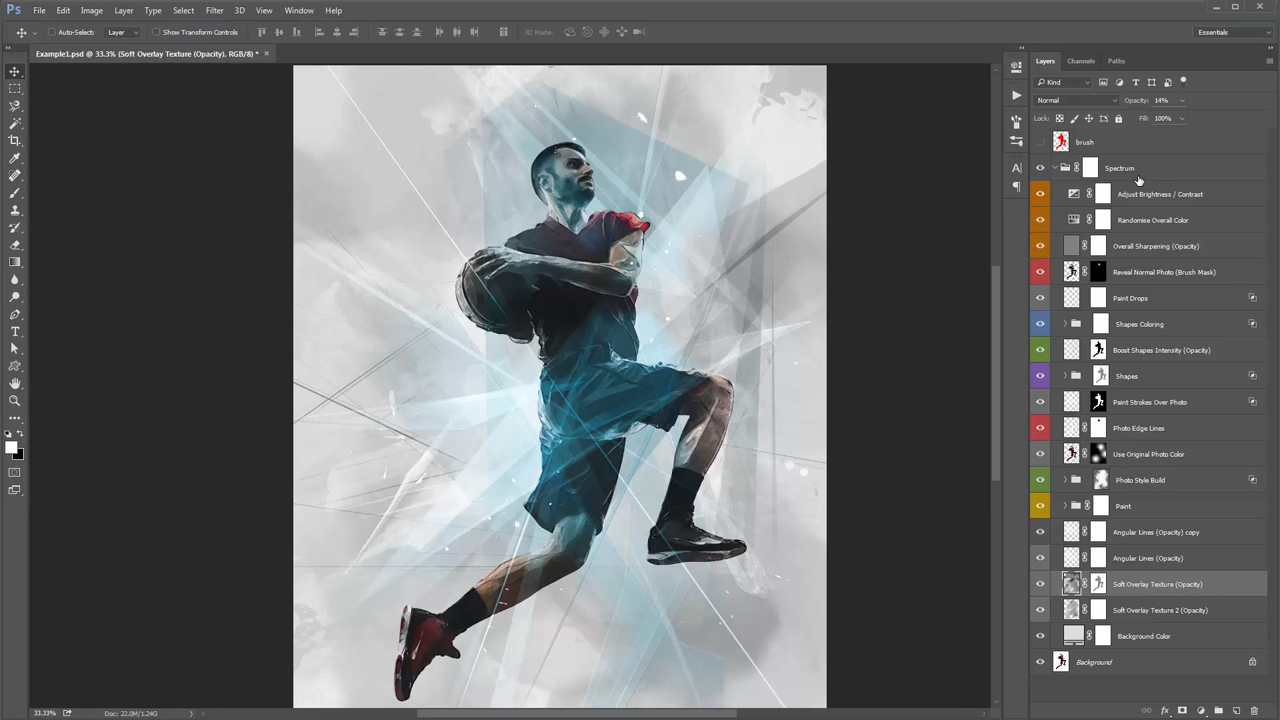 Ps File Edit Image Layer Type Select Filter 3D View Window Help
Auto-Select: Layer Show Transform Controls 3D Mode: Essentials
Example1.psd @ 33.3% (Soft Overlay Texture (Opacity), RGB/8) * ×
Layers Channels Paths
Kind
Normal Opacity: 14%
Lock: Fill: 100%
brush
Spectrum
Adjust Brightness / Contrast
Randomise Overall Color
Overall Sharpening (Opacity)
Reveal Normal Photo (Brush Mask)
Paint Drops
Shapes Coloring
Boost Shapes Intensity (Opacity)
Shapes
Paint Strokes Over Photo
Photo Edge Lines
Use Original Photo Color
Photo Style Build
Paint
Angular Lines (Opacity) copy
Angular Lines (Opacity)
Soft Overlay Texture (Opacity)
Soft Overlay Texture 2 (Opacity)
Background Color
Background
33.33% Doc: 22.0M/1.24G